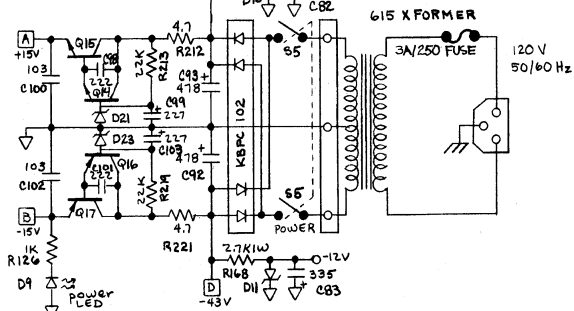 C82
615 X FORMER
3A/250 FUSE
120 V
50/60 Hz
A
+15V
Q15
4.7
R212
S5
103
C100
C98
222
Q14
2.2K
R213
C93
478
D21
C99
227
KBPC 102
D23
227
C103
103
C102
C101
222
Q16
478
C92
2.2K
R219
B
-15V
Q17
4.7
R221
S5
POWER
1K
R126
D9
POWER
LED
D
-43V
2.7K1W
R168
-12V
D11
335
C83